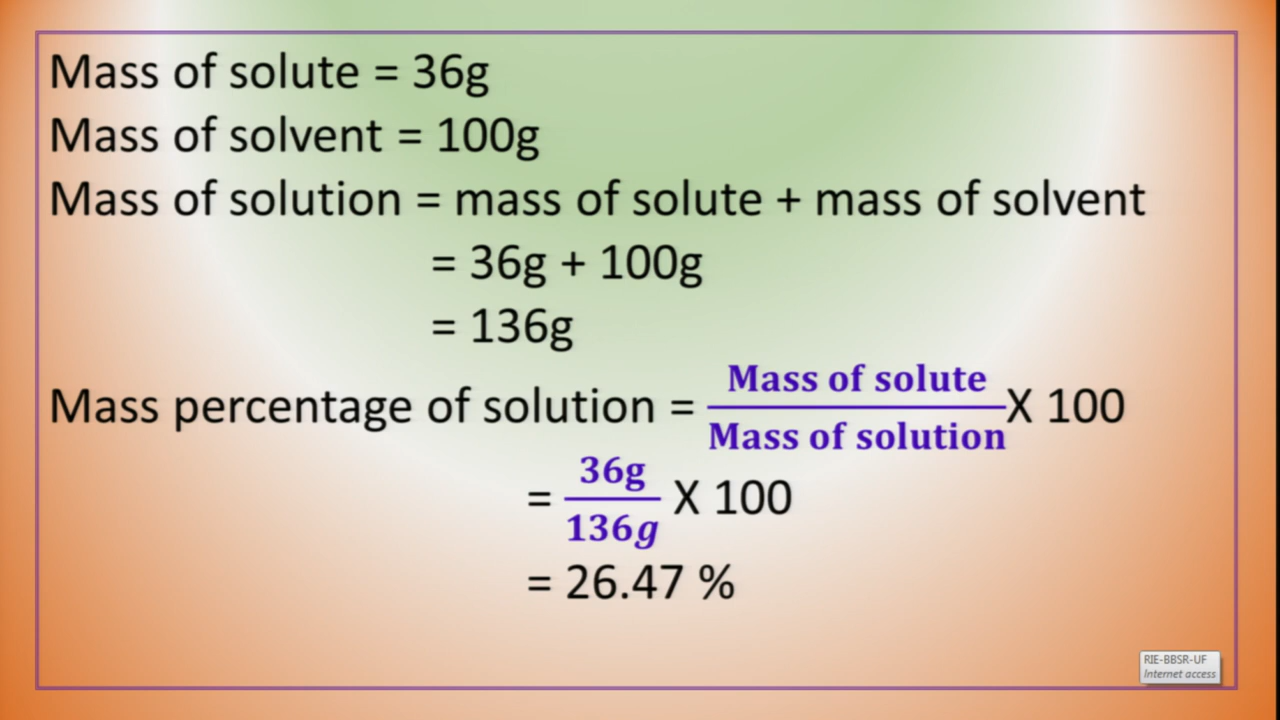 Mass of solute = 36g
Mass of solvent = 100g
Mass of solution = mass of solute + mass of solvent
= 36g + 100g
= 136g
Mass percentage of solution = Mass of solute / Mass of solution X 100
= 36g / 136g X 100
= 26.47 %
RIE-BBSR-UF
Internet access